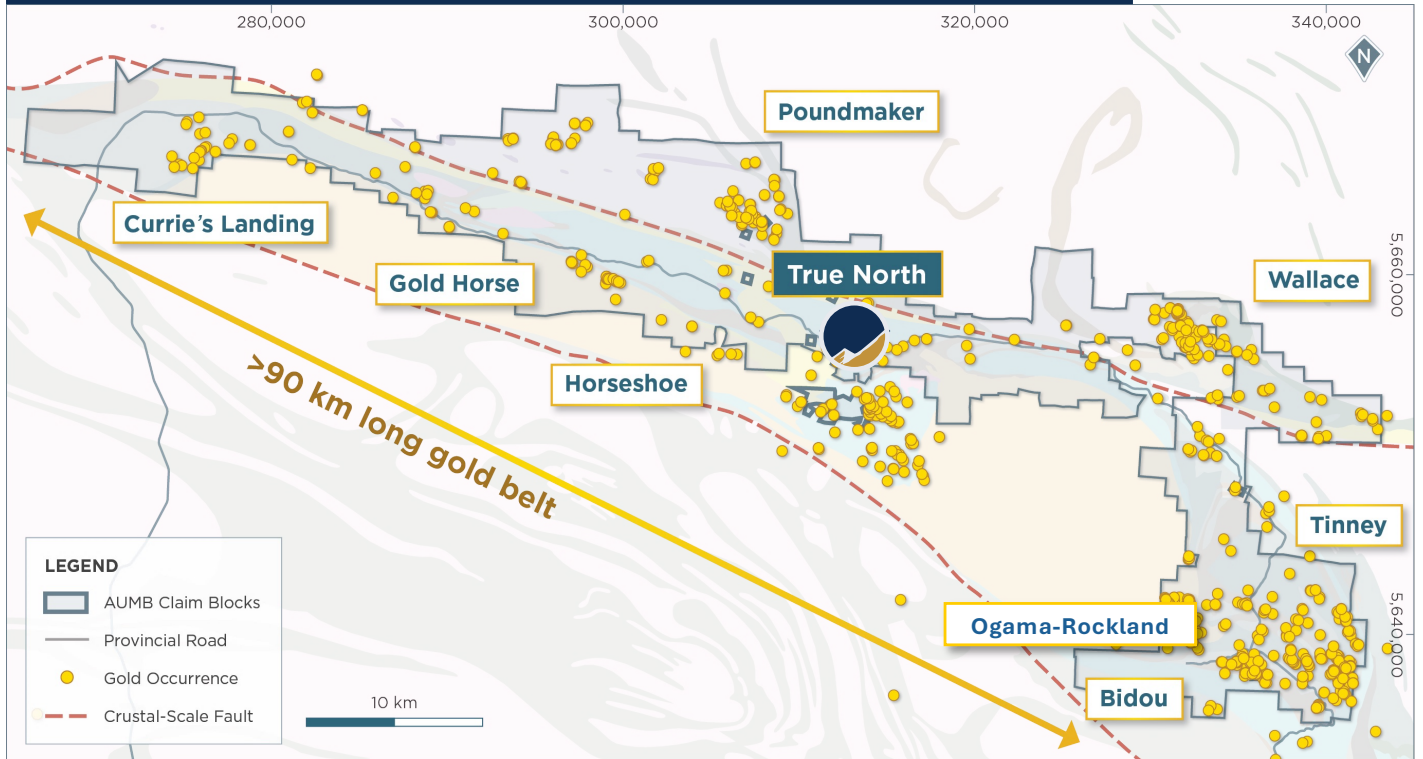 280,000
300,000
320,000
340,000
N
Poundmaker
Currie's Landing
Gold Horse
True North
Wallace
5,660,000
Horseshoe
>90 km long gold belt
Tinney
Ogama-Rockland
5,640,000
Bidou
LEGEND
AUMB Claim Blocks
Provincial Road
Gold Occurrence
Crustal-Scale Fault
10 km